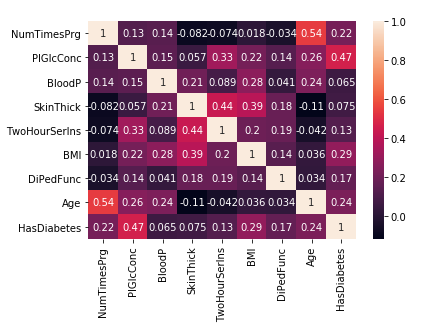 NumTimesPrg 1 0.13 0.14 -0.082 -0.074 0.018 -0.034 0.54 0.22
PlGlcConc 0.13 1 0.15 0.057 0.33 0.22 0.14 0.26 0.47
BloodP 0.14 0.15 1 0.21 0.089 0.28 0.041 0.24 0.065
SkinThick -0.082 0.057 0.21 1 0.44 0.39 0.18 -0.11 0.075
TwoHourSerIns -0.074 0.33 0.089 0.44 1 0.2 0.19 -0.042 0.13
BMI 0.018 0.22 0.28 0.39 0.2 1 0.14 0.036 0.29
DiPedFunc -0.034 0.14 0.041 0.18 0.19 0.14 1 0.034 0.17
Age 0.54 0.26 0.24 -0.11 -0.042 0.036 0.034 1 0.24
HasDiabetes 0.22 0.47 0.065 0.075 0.13 0.29 0.17 0.24 1
NumTimesPrg
PlGlcConc
BloodP
SkinThick
TwoHourSerIns
BMI
DiPedFunc
Age
HasDiabetes
1.0
0.8
0.6
0.4
0.2
0.0